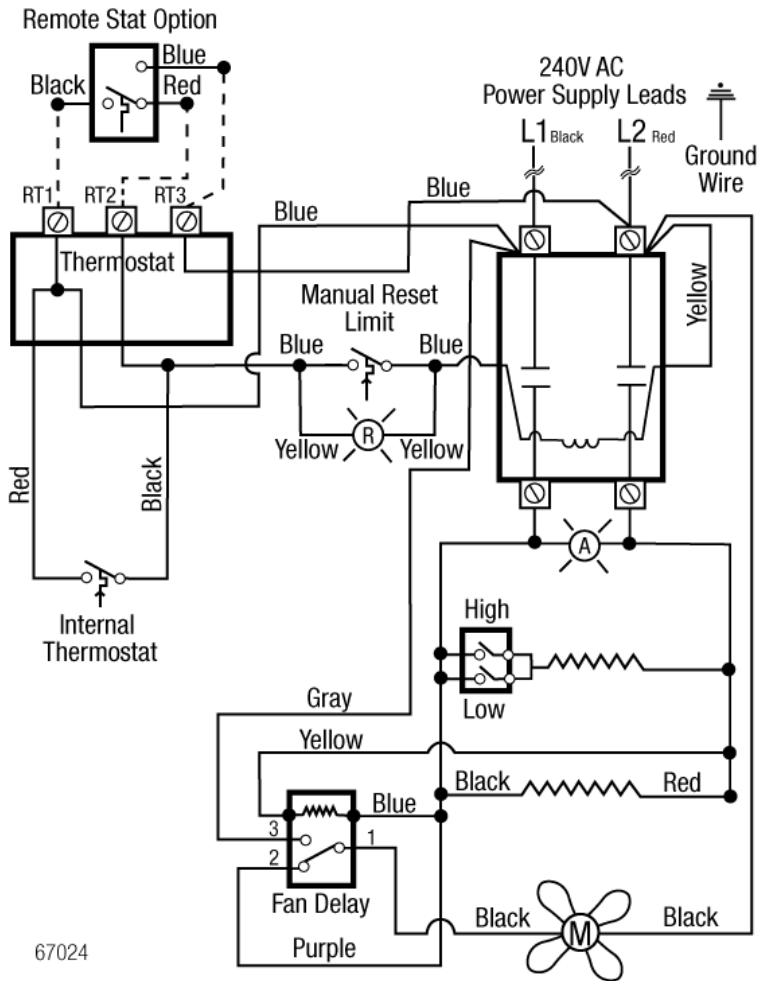 Remote Stat Option
Blue
Black
Red
240V AC
Power Supply Leads
L1 Black
L2 Red
Ground
Wire
RT1
RT2
RT3
Blue
Blue
Thermostat
Manual Reset
Limit
Yellow
Blue
Blue
R
Yellow
Yellow
Red
Black
A
Internal
Thermostat
High
Low
Gray
Yellow
Black
Red
Blue
3
1
2
Fan Delay
Black
M
Black
Purple
67024